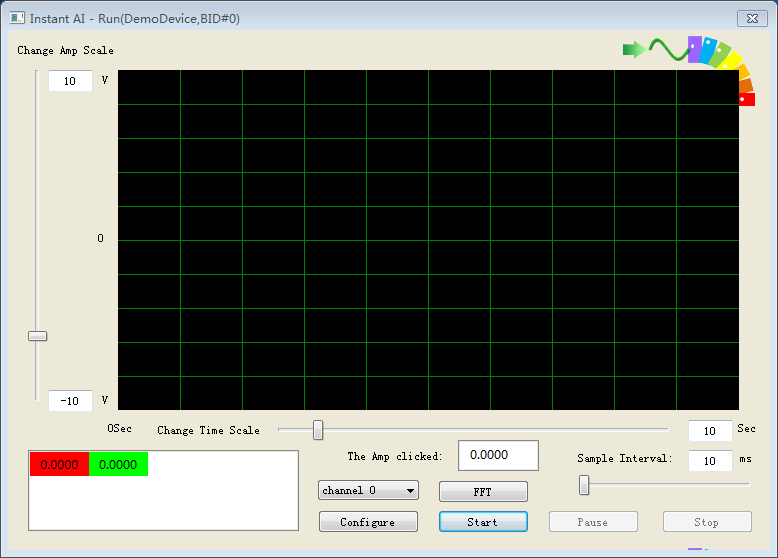 Instant AI - Run(DemoDevice,BID#0)
Change Amp Scale
10 V
0
-10 V
0Sec Change Time Scale 10 Sec
The Amp clicked: 0.0000 Sample Interval: 10 ms
0.0000 0.0000
channel 0 FFT
Configure Start Pause Stop